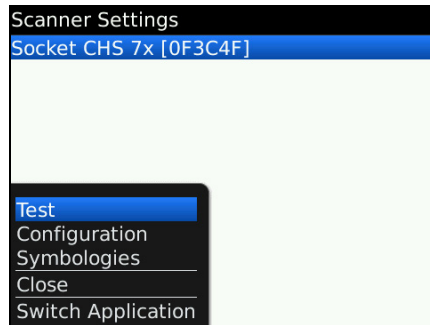 Scanner Settings
Socket CHS 7x [0F3C4F]
Test
Configuration
Symbologies
Close
Switch Application